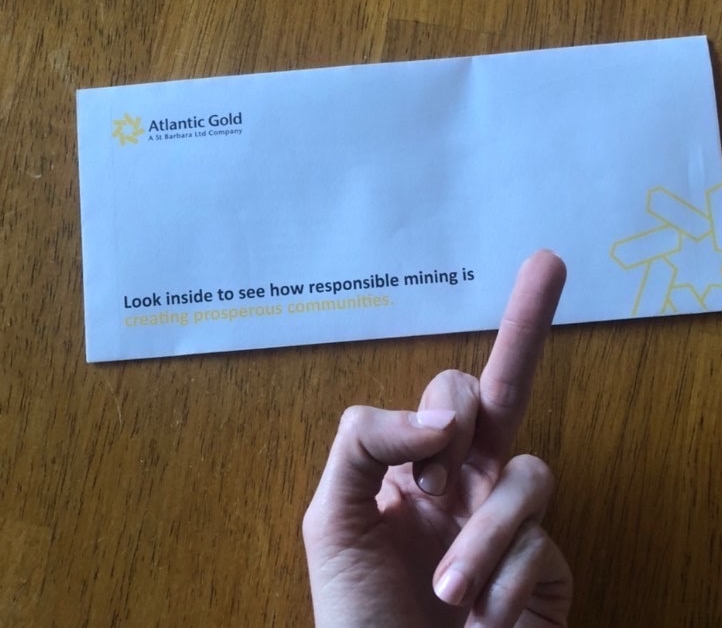 Atlantic Gold
A St Barbara Ltd Company
Look inside to see how responsible mining is
creating prosperous communities.